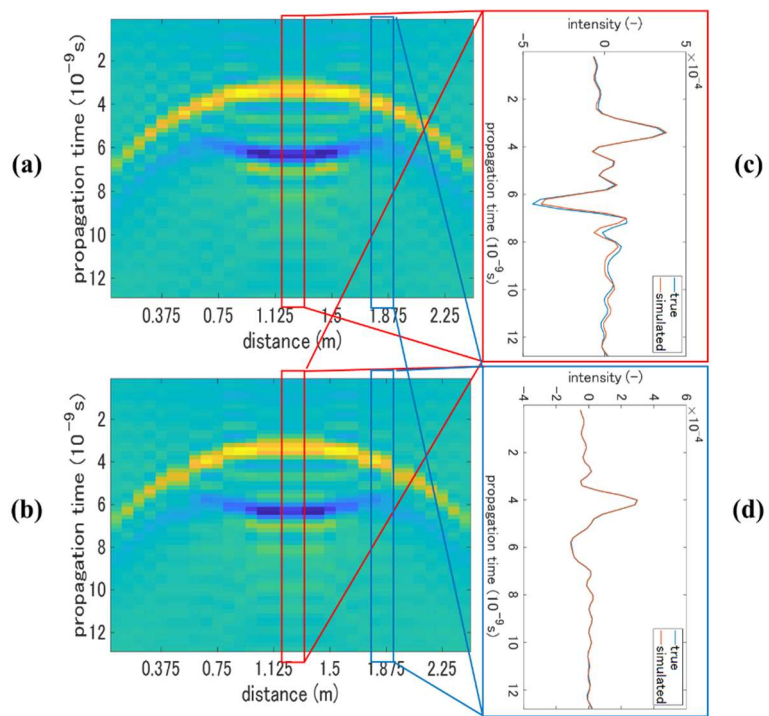 (a)
propagation time (10⁻⁹s)
2
4
6
8
10
12
0.375 0.75 1.125 1.5 1.875 2.25
distance (m)
(b)
propagation time (10⁻⁹s)
2
4
6
8
10
12
0.375 0.75 1.125 1.5 1.875 2.25
distance (m)
(c)
intensity (-)
-5 0 5
×10⁻⁴
propagation time (10⁻⁹s)
2
4
6
8
10
12
true
simulated
(d)
intensity (-)
-4 -2 0 2 4 6
×10⁻⁴
propagation time (10⁻⁹s)
2
4
6
8
10
12
true
simulated